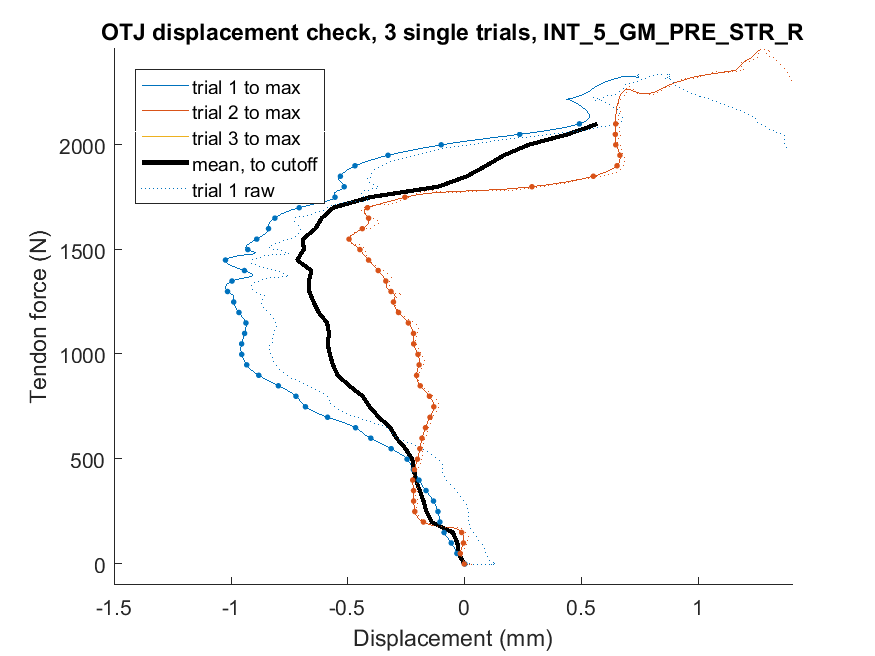 OTJ displacement check, 3 single trials, INT_5_GM_PRE_STR_R
trial 1 to max
trial 2 to max
trial 3 to max
mean, to cutoff
trial 1 raw
Tendon force (N)
2000
1500
1000
500
0
-1.5
-1
-0.5
0
0.5
1
Displacement (mm)